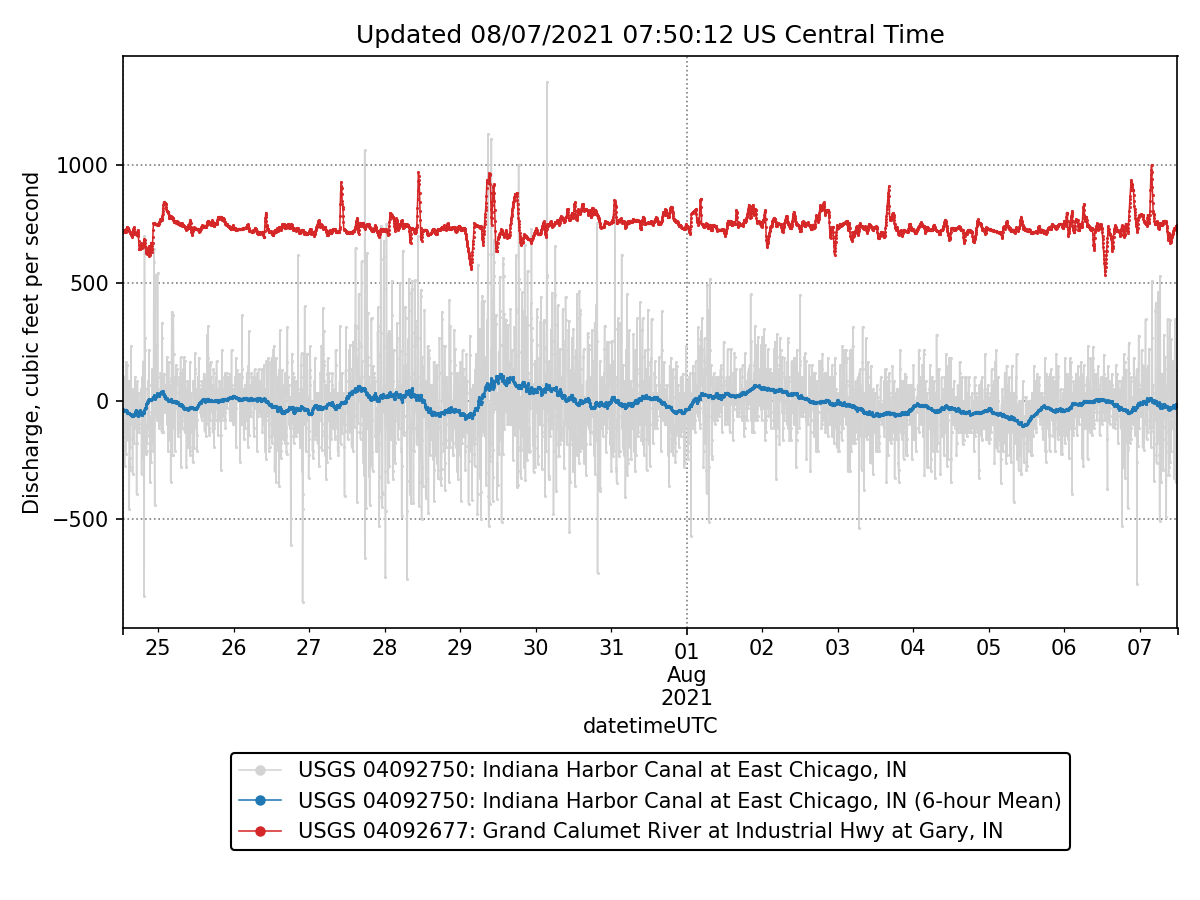 Updated 08/07/2021 07:50:12 US Central Time
Discharge, cubic feet per second
1000
500
0
−500
25 26 27 28 29 30 31 01 02 03 04 05 06 07
Aug
2021
datetimeUTC
USGS 04092750: Indiana Harbor Canal at East Chicago, IN
USGS 04092750: Indiana Harbor Canal at East Chicago, IN (6-hour Mean)
USGS 04092677: Grand Calumet River at Industrial Hwy at Gary, IN